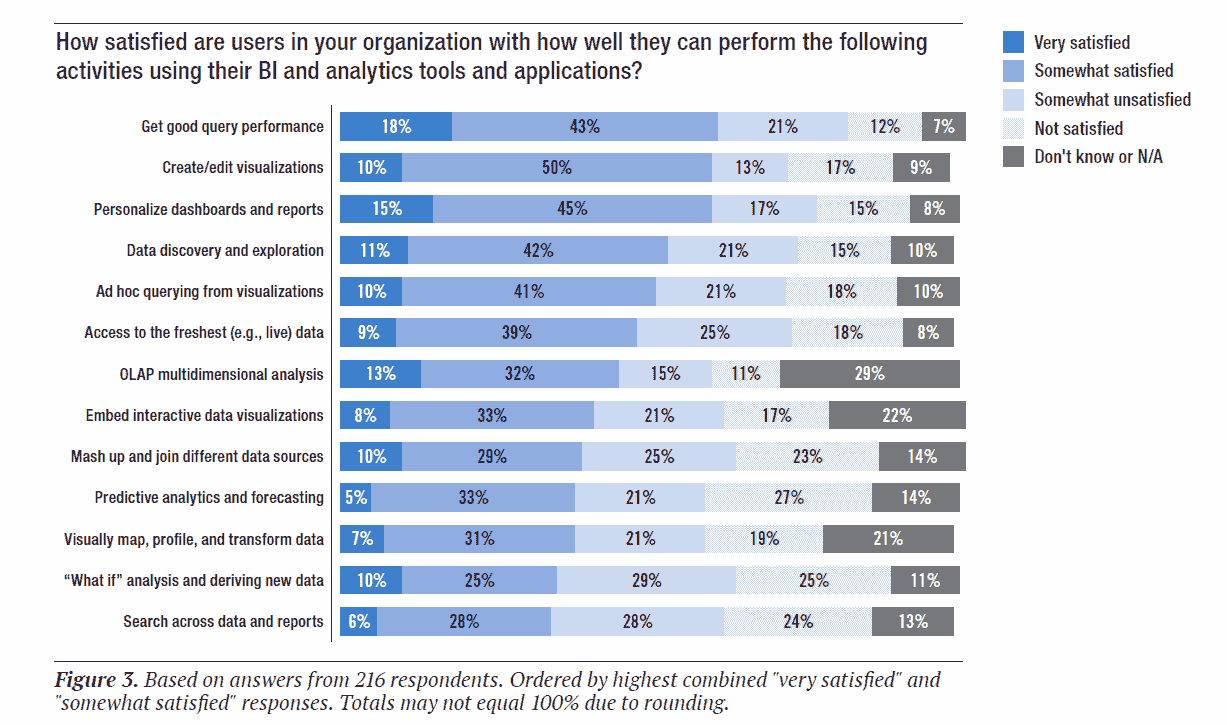 How satisfied are users in your organization with how well they can perform the following
activities using their BI and analytics tools and applications?
Very satisfied
Somewhat satisfied
Somewhat unsatisfied
Not satisfied
Don't know or N/A
Get good query performance 18% 43% 21% 12% 7%
Create/edit visualizations 10% 50% 13% 17% 9%
Personalize dashboards and reports 15% 45% 17% 15% 8%
Data discovery and exploration 11% 42% 21% 15% 10%
Ad hoc querying from visualizations 10% 41% 21% 18% 10%
Access to the freshest (e.g., live) data 9% 39% 25% 18% 8%
OLAP multidimensional analysis 13% 32% 15% 11% 29%
Embed interactive data visualizations 8% 33% 21% 17% 22%
Mash up and join different data sources 10% 29% 25% 23% 14%
Predictive analytics and forecasting 5% 33% 21% 27% 14%
Visually map, profile, and transform data 7% 31% 21% 19% 21%
“What if” analysis and deriving new data 10% 25% 29% 25% 11%
Search across data and reports 6% 28% 28% 24% 13%
Figure 3. Based on answers from 216 respondents. Ordered by highest combined "very satisfied" and
"somewhat satisfied" responses. Totals may not equal 100% due to rounding.